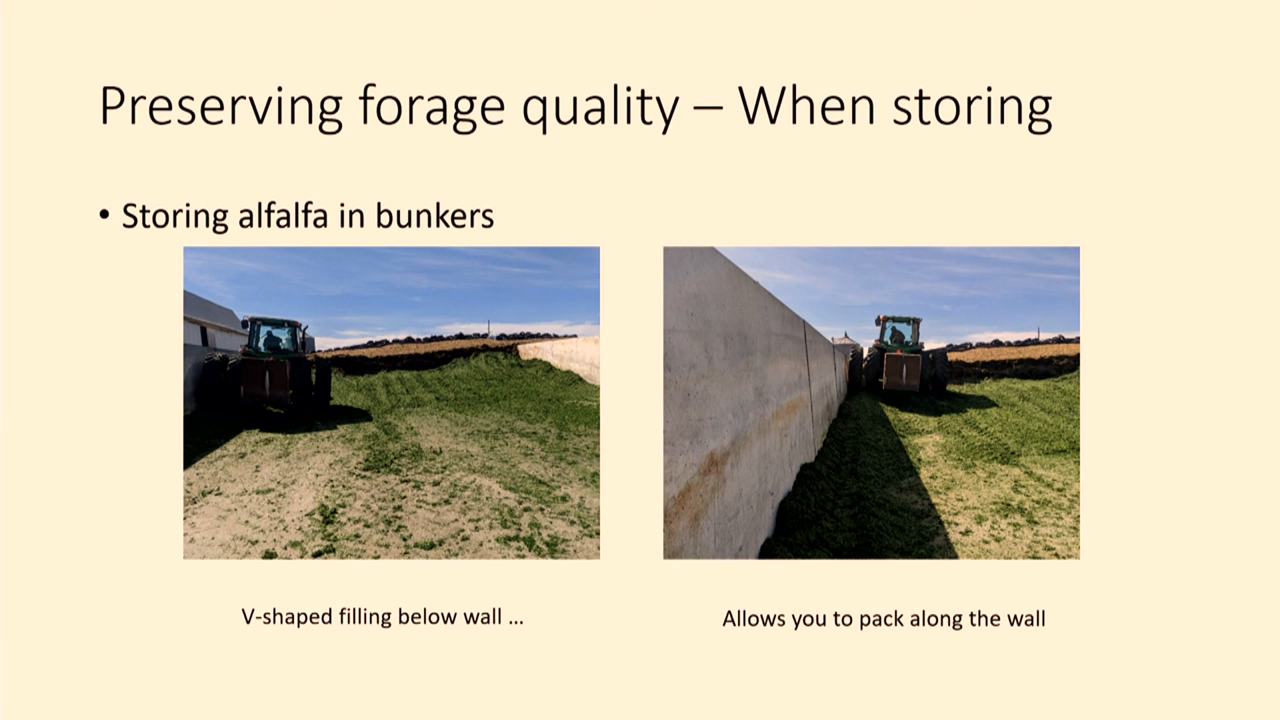 Preserving forage quality – When storing
• Storing alfalfa in bunkers
V-shaped filling below wall ...
Allows you to pack along the wall